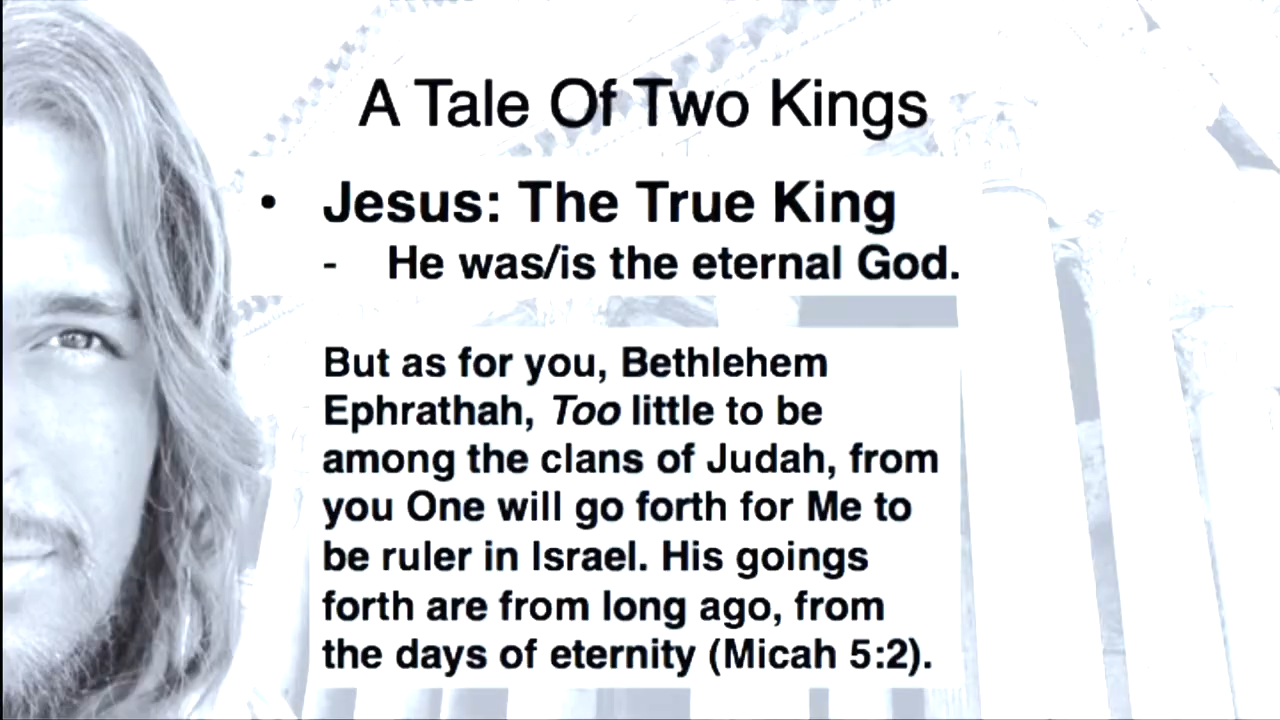 A Tale Of Two Kings
• Jesus: The True King
- He was/is the eternal God.
But as for you, Bethlehem
Ephrathah, Too little to be
among the clans of Judah, from
you One will go forth for Me to
be ruler in Israel. His goings
forth are from long ago, from
the days of eternity (Micah 5:2).